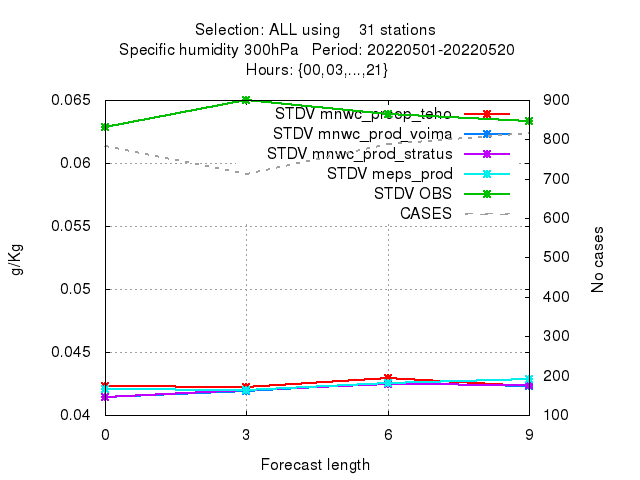 Selection: ALL using 31 stations
Specific humidity 300hPa Period: 20220501-20220520
Hours: {00,03,...,21}
0.065
0.06
0.055
0.05
0.045
0.04
g/Kg
STDV mnwc_preop_teho
STDV mnwc_prod_voima
STDV mnwc_prod_stratus
STDV meps_prod
STDV OBS
CASES
900
800
700
600
500
400
300
200
100
No cases
0 3 6 9
Forecast length